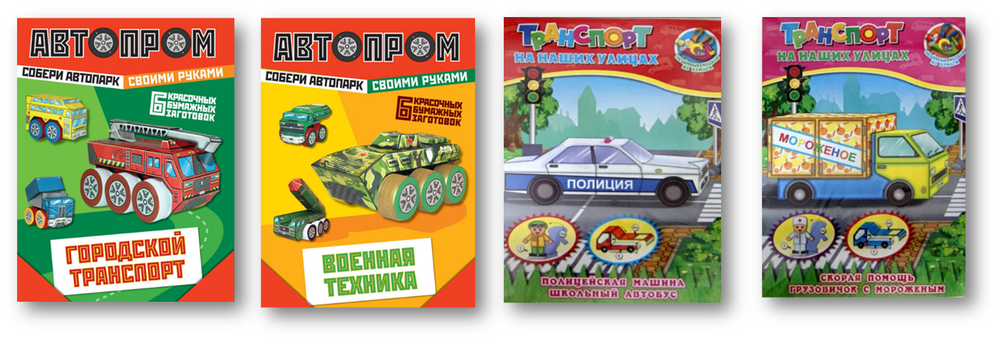 АВТОПРОМ
СОБЕРИ АВТОПАРК СВОИМИ РУКАМИ
6 КРАСОЧНЫХ
БУМАЖНЫХ
ЗАГОТОВОК
ГОРОДСКОЙ
ТРАНСПОРТ
АВТОПРОМ
СОБЕРИ АВТОПАРК СВОИМИ РУКАМИ
6 КРАСОЧНЫХ
БУМАЖНЫХ
ЗАГОТОВОК
ВОЕННАЯ
ТЕХНИКА
ТРАНСПОРТ
НА НАШИХ УЛИЦАХ
ОБЪЁМНЫЕ МОДЕЛИ
ИЗ БУМАГИ
ПОЛИЦИЯ
ПОЛИЦЕЙСКАЯ МАШИНА
ШКОЛЬНЫЙ АВТОБУС
ТРАНСПОРТ
НА НАШИХ УЛИЦАХ
ОБЪЁМНЫЕ МОДЕЛИ
ИЗ БУМАГИ
МОРОЖЕНОЕ
СКОРАЯ ПОМОЩЬ
ГРУЗОВИЧОК С МОРОЖЕНЫМ